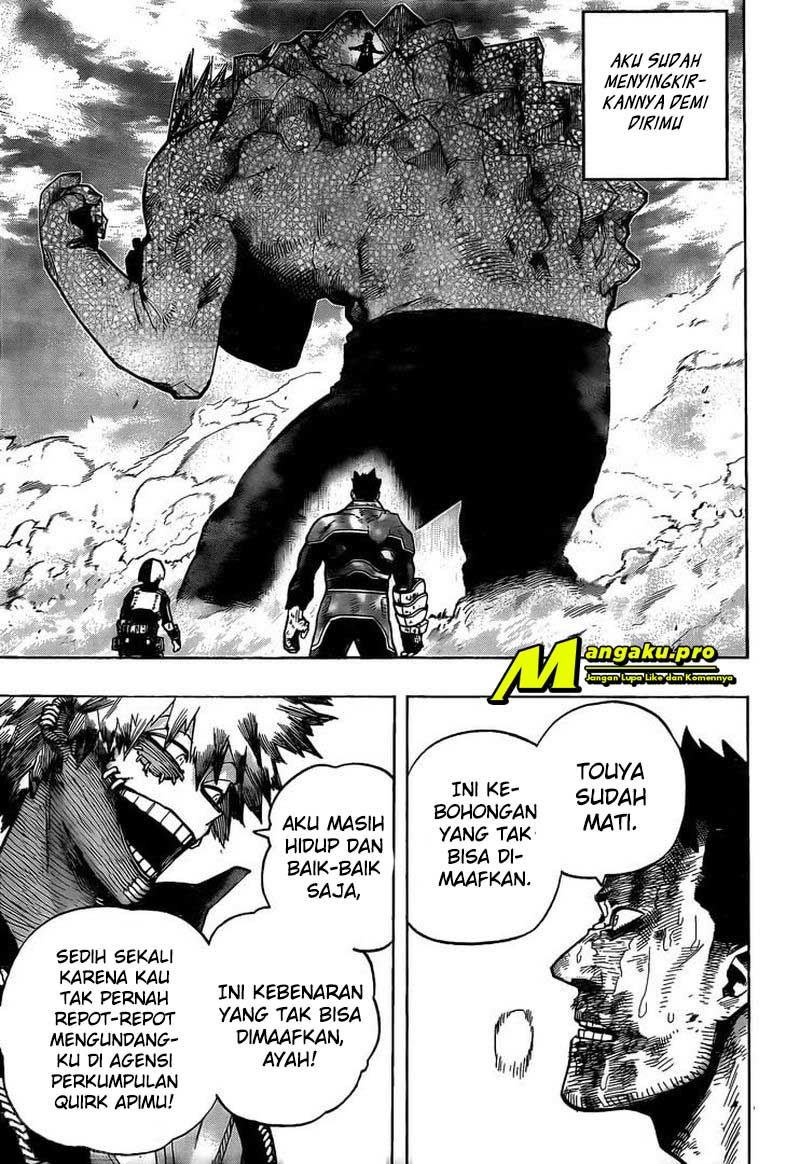 AKU SUDAH
MENYINGKIR-
KANNYA DEMI
DIRIMU
Mangaku.pro
Jangan Lupa Like dan Komennya
TOUYA
SUDAH
MATI.
INI KE-
BOHONGAN
YANG TAK
BISA DI-
MAAFKAN.
AKU MASIH
HIDUP DAN
BAIK-BAIK
SAJA,
INI KEBENARAN
YANG TAK BISA
DIMAAFKAN,
AYAH!
SEDIH SEKALI
KARENA KAU
TAK PERNAH
REPOT-REPOT
MENGUNDANG-
KU DI AGENSI
PERKUMPULAN
QUIRK APIMU!